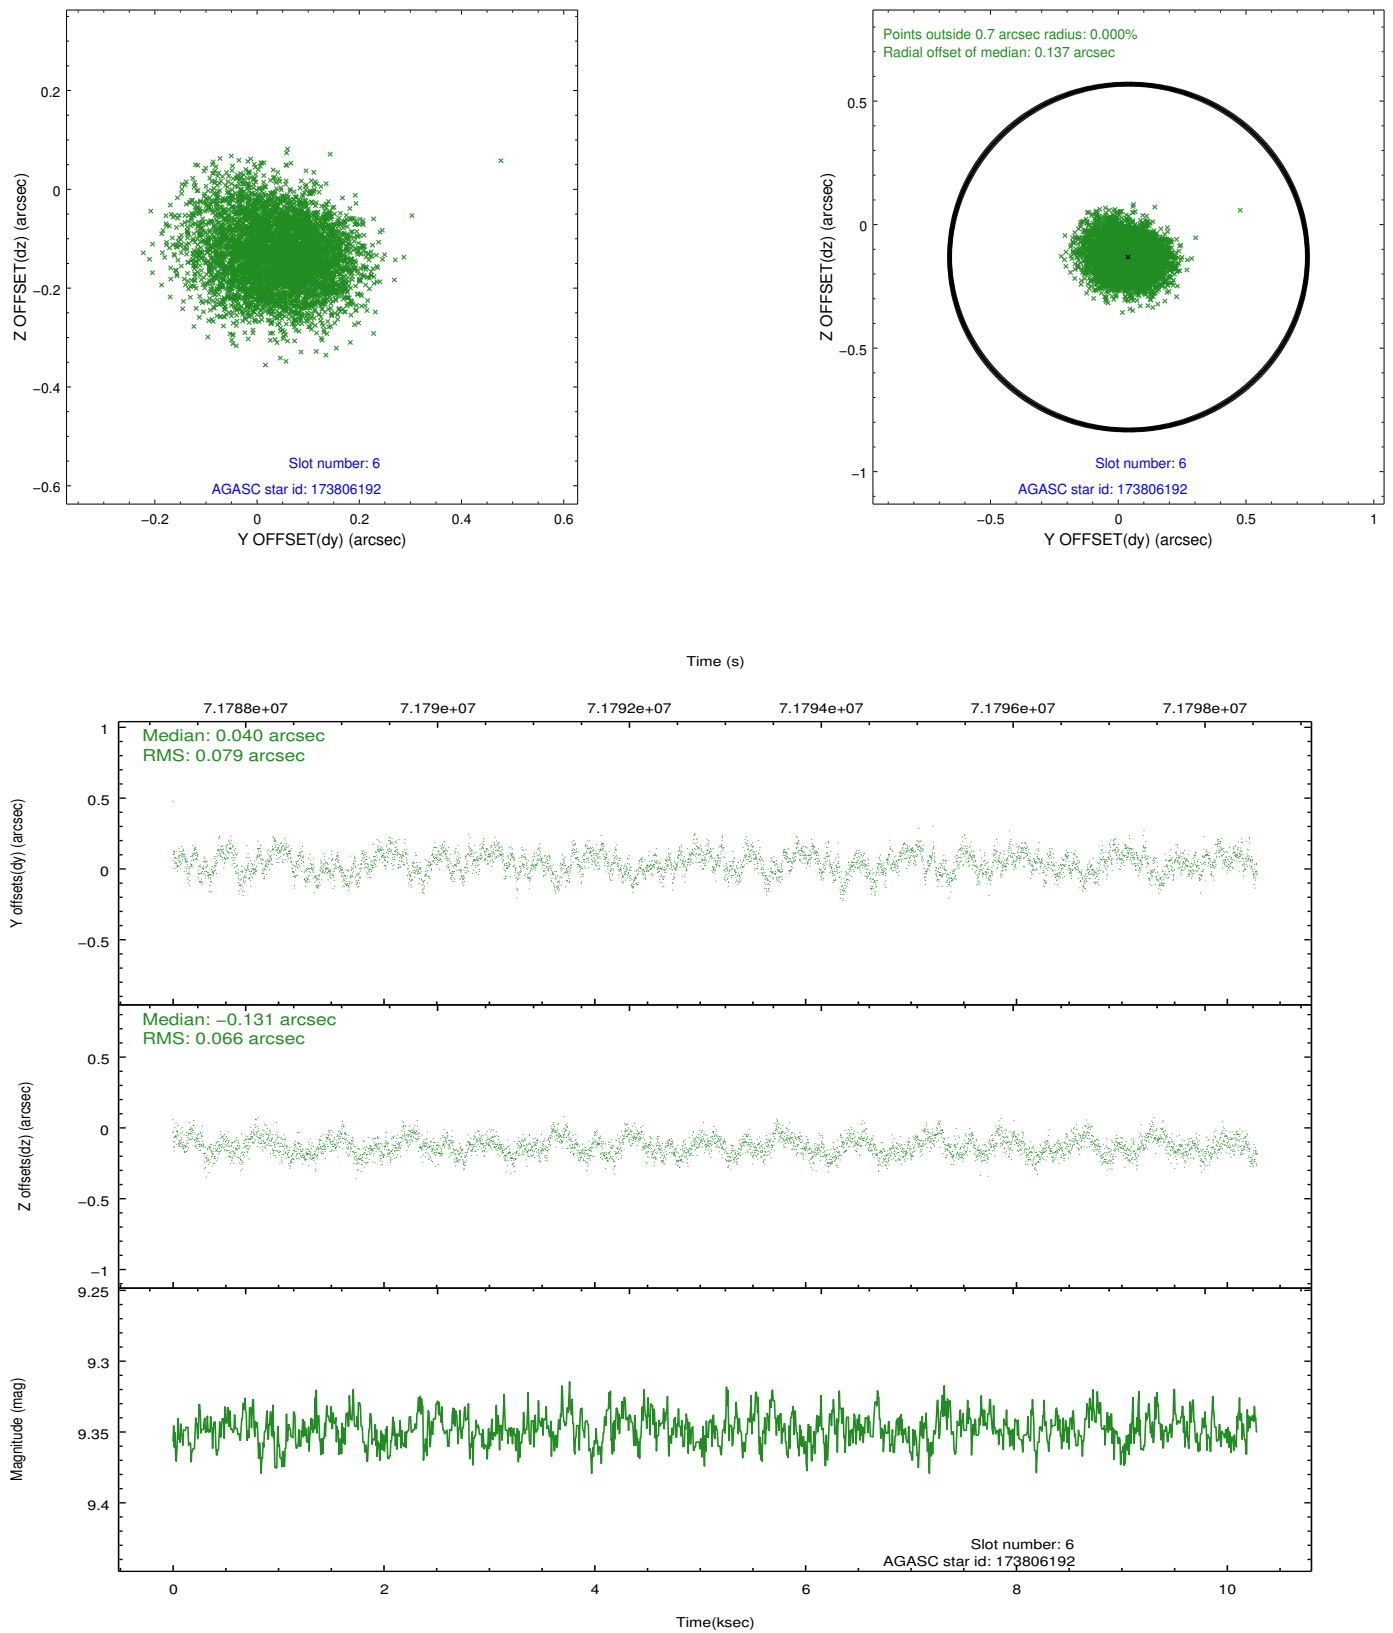 0.2
0
−0.2
−0.4
−0.6
Z OFFSET(dz) (arcsec)
Slot number: 6
AGASC star id: 173806192
−0.2
0
0.2
0.4
0.6
Y OFFSET(dy) (arcsec)
Points outside 0.7 arcsec radius: 0.000%
Radial offset of median: 0.137 arcsec
0.5
0
−0.5
−1
Z OFFSET(dz) (arcsec)
Slot number: 6
AGASC star id: 173806192
−0.5
0
0.5
1
Y OFFSET(dy) (arcsec)
Time (s)
7.1788e+07
7.179e+07
7.1792e+07
7.1794e+07
7.1796e+07
7.1798e+07
Median: 0.040 arcsec
RMS: 0.079 arcsec
1
0.5
0
−0.5
Y offsets(dy) (arcsec)
Median: −0.131 arcsec
RMS: 0.066 arcsec
0.5
0
−0.5
−1
Z offsets(dz) (arcsec)
9.25
9.3
9.35
9.4
Magnitude (mag)
Slot number: 6
AGASC star id: 173806192
0
2
4
6
8
10
Time(ksec)